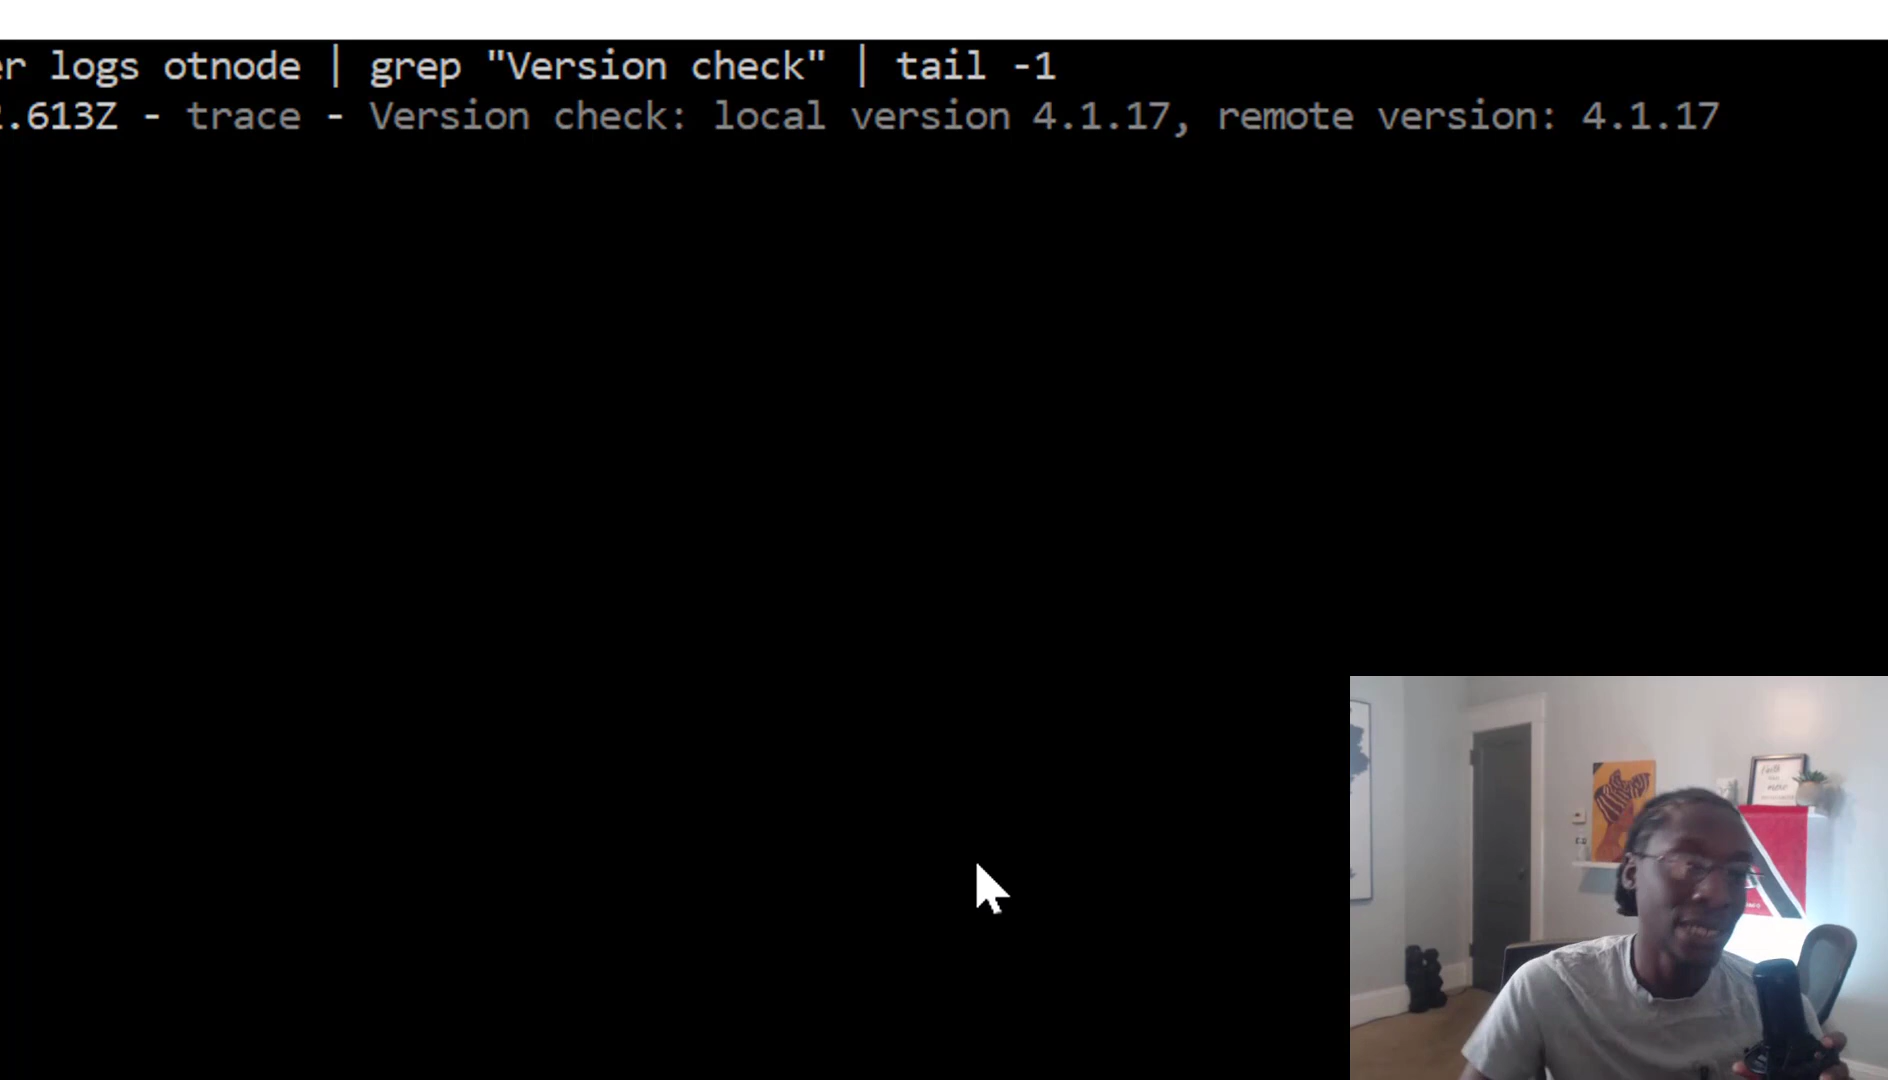 er logs otnode | grep "Version check" | tail -1
.613Z - trace - Version check: local version 4.1.17, remote version: 4.1.17